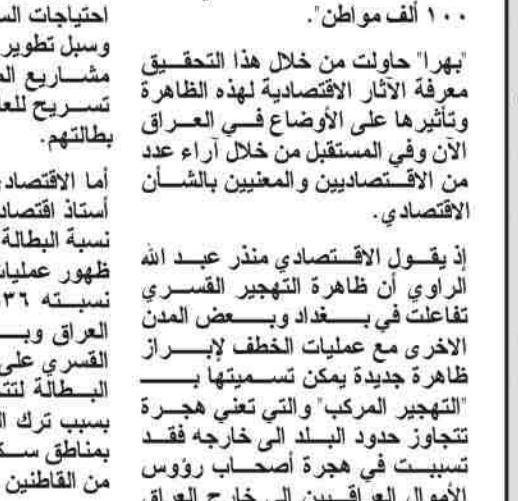 ١٠٠ ألف مواطن".
"بهرا" حاولت من خلال هذا التحقيق
معرفة الآثار الاقتصادية لهذه الظاهرة
وتأثيرها على الأوضاع في العراق
الآن وفي المستقبل من خلال آراء عدد
من الاقتصاديين والمعنيين بالشأن
الاقتصادي.
إذ يقول الاقتصادي منذر عبد الله
الراوي أن ظاهرة التهجير القسري
تفاعلت في بغداد وبعض المدن
الاخرى مع عمليات الخطف لإبراز
ظاهرة جديدة يمكن تسميتها بـ
"التهجير المركب" والتي تعني هجرة
تتجاوز حدود البلد الى خارجه فقد
تسببت في هجرة أصحاب رؤوس
الأموال العراقيين الى خارج العراق
احتياجات
وسبل تطوير
مشاريع
تسريح
بطالتهم.
أما
أستاذ
نسبة البطالة
ظهور عمليات
نسبته ٣٦
العراق
القسري على
البطالة
بسبب ترك
بمناطق
من القاطنين